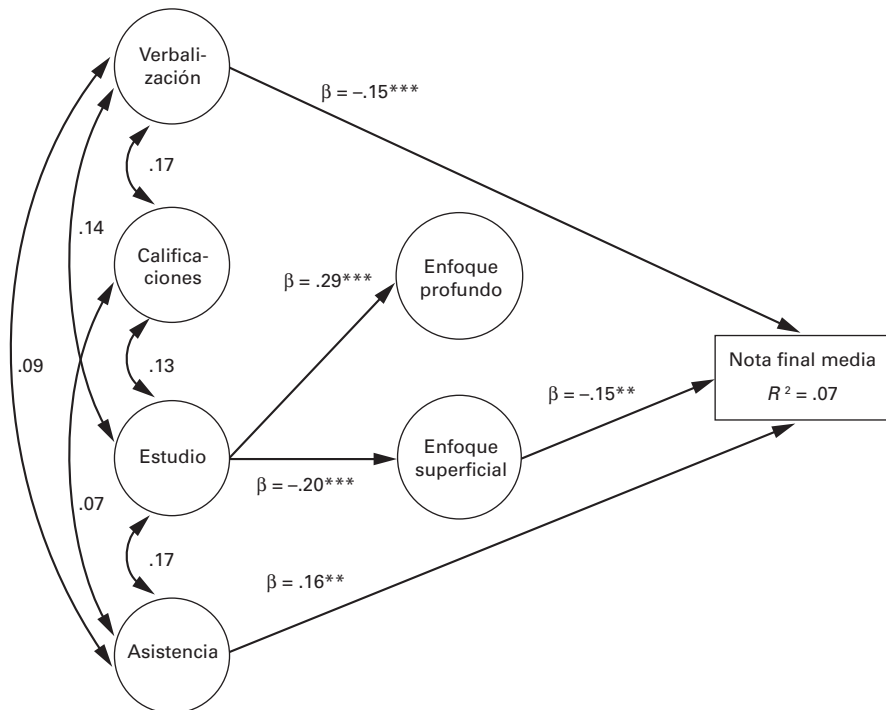 Verbali-
zación
β = –.15***
.17
.14
Califica-
ciones
β = .29***
Enfoque
profundo
.13
.09
Nota final media
R² = .07
β = –.15**
Estudio
Enfoque
superficial
β = –.20***
.07
.17
β = .16**
Asistencia